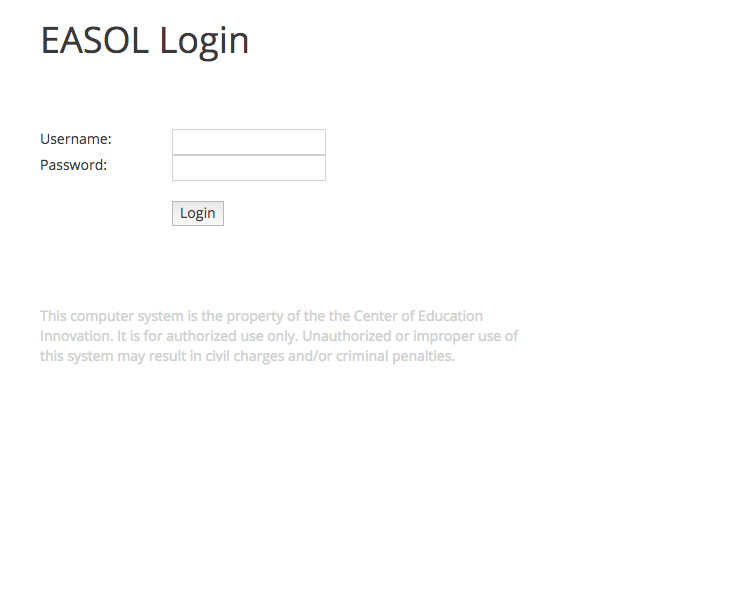 EASOL Login
Username:
Password:
Login
This computer system is the property of the the Center of Education
Innovation. It is for authorized use only. Unauthorized or improper use of
this system may result in civil charges and/or criminal penalties.